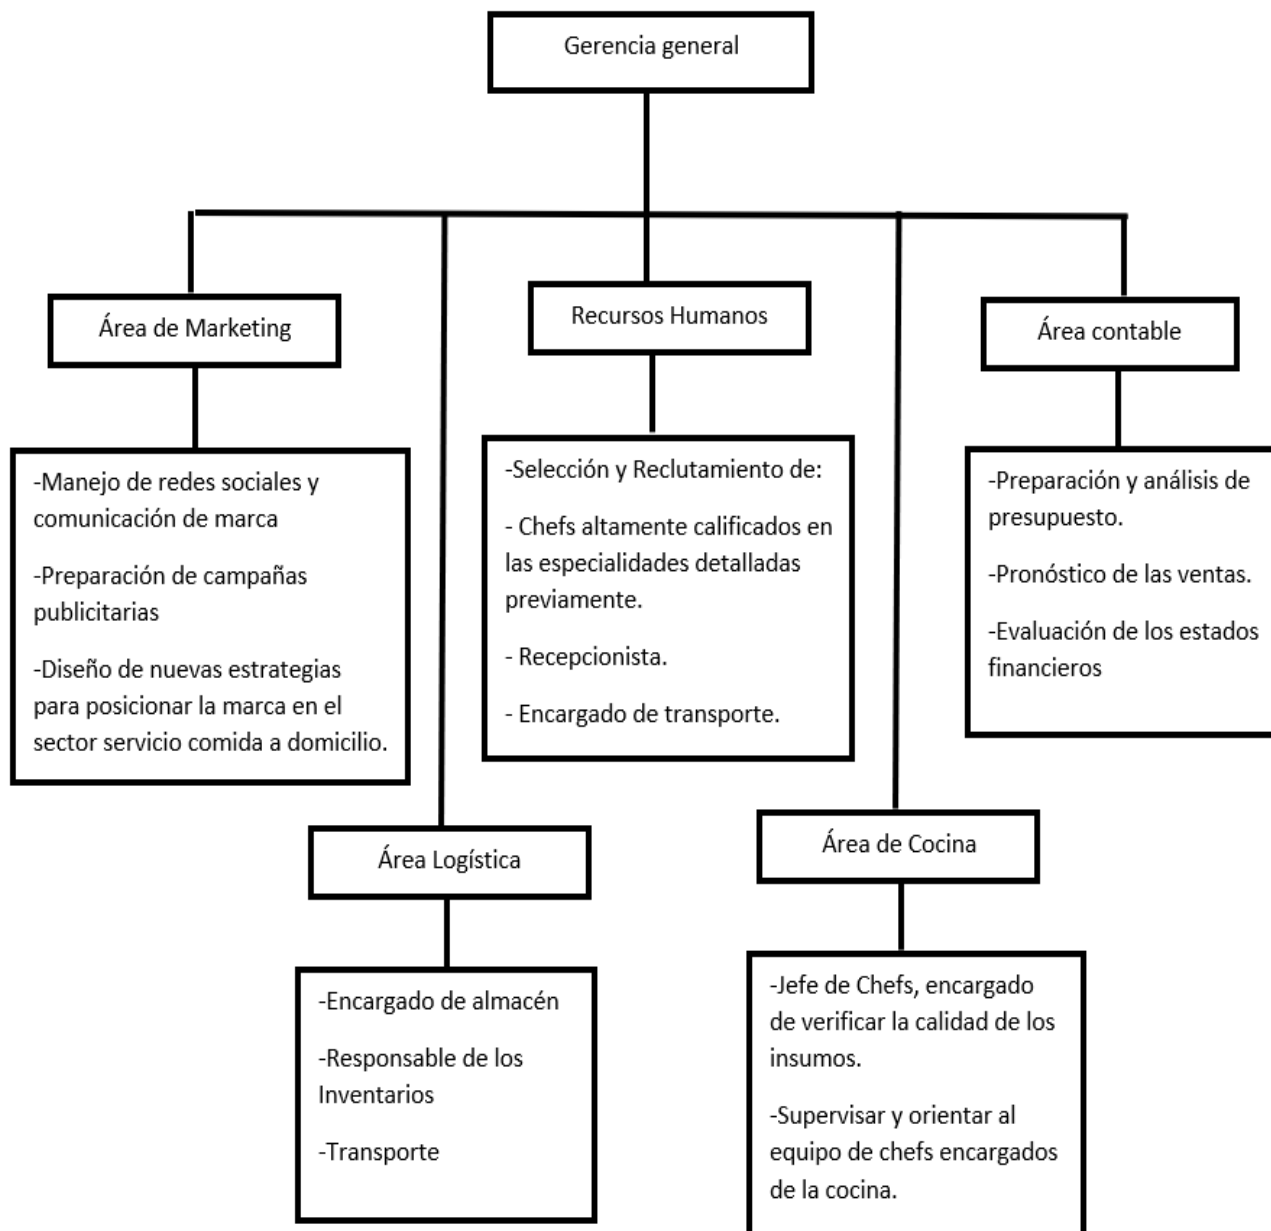 Gerencia general
Área de Marketing
Recursos Humanos
Área contable
-Manejo de redes sociales y
comunicación de marca
-Preparación de campañas
publicitarias
-Diseño de nuevas estrategias
para posicionar la marca en el
sector servicio comida a domicilio.
-Selección y Reclutamiento de:
- Chefs altamente calificados en
las especialidades detalladas
previamente.
- Recepcionista.
- Encargado de transporte.
-Preparación y análisis de
presupuesto.
-Pronóstico de las ventas.
-Evaluación de los estados
financieros
Área Logística
Área de Cocina
-Encargado de almacén
-Responsable de los
Inventarios
-Transporte
-Jefe de Chefs, encargado
de verificar la calidad de los
insumos.
-Supervisar y orientar al
equipo de chefs encargados
de la cocina.